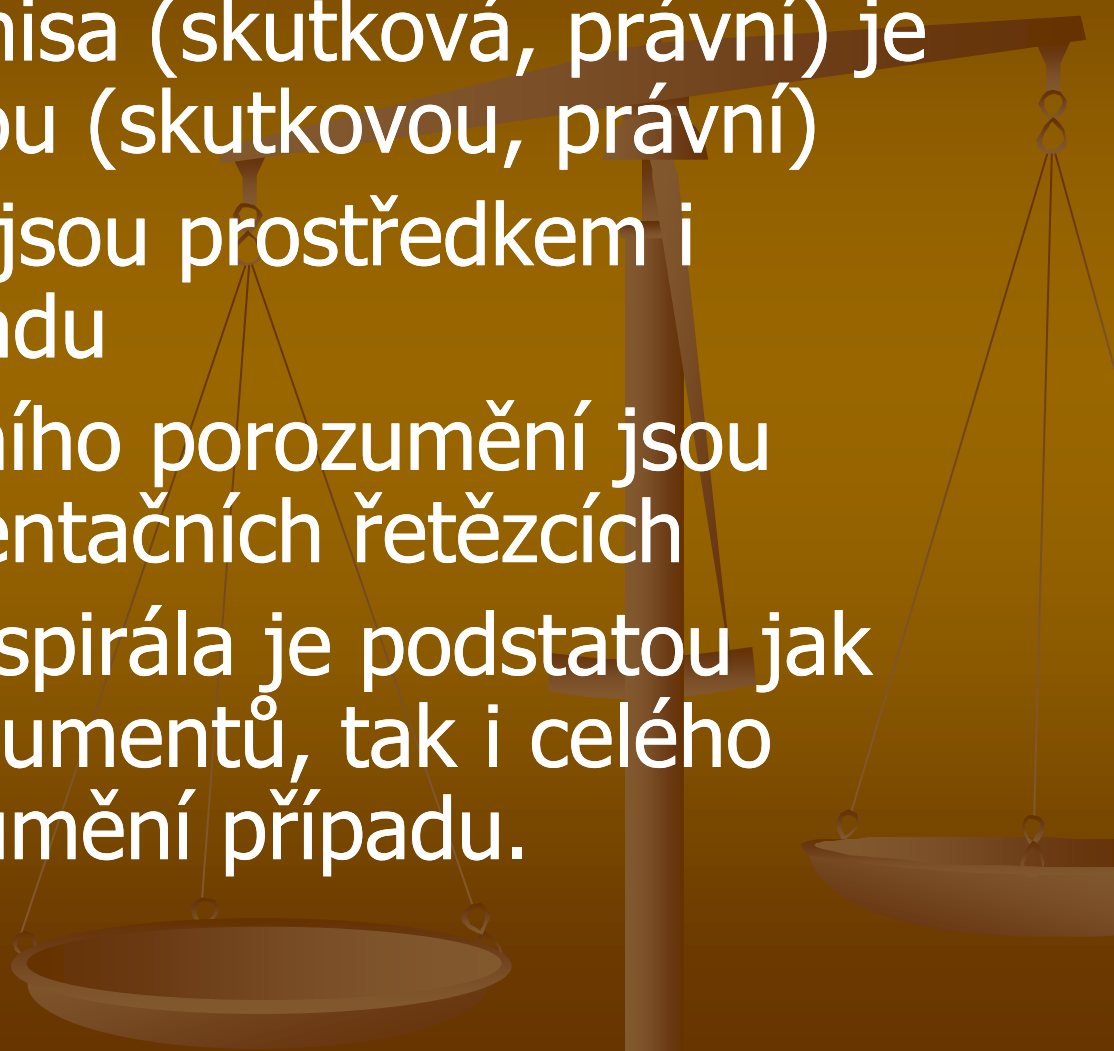 nisa (skutková, právní) je
ou (skutkovou, právní)
jsou prostředkem i
adu
ního porozumění jsou
entačních řetězcích
spirála je podstatou jak
umentů, tak i celého
umění případu.